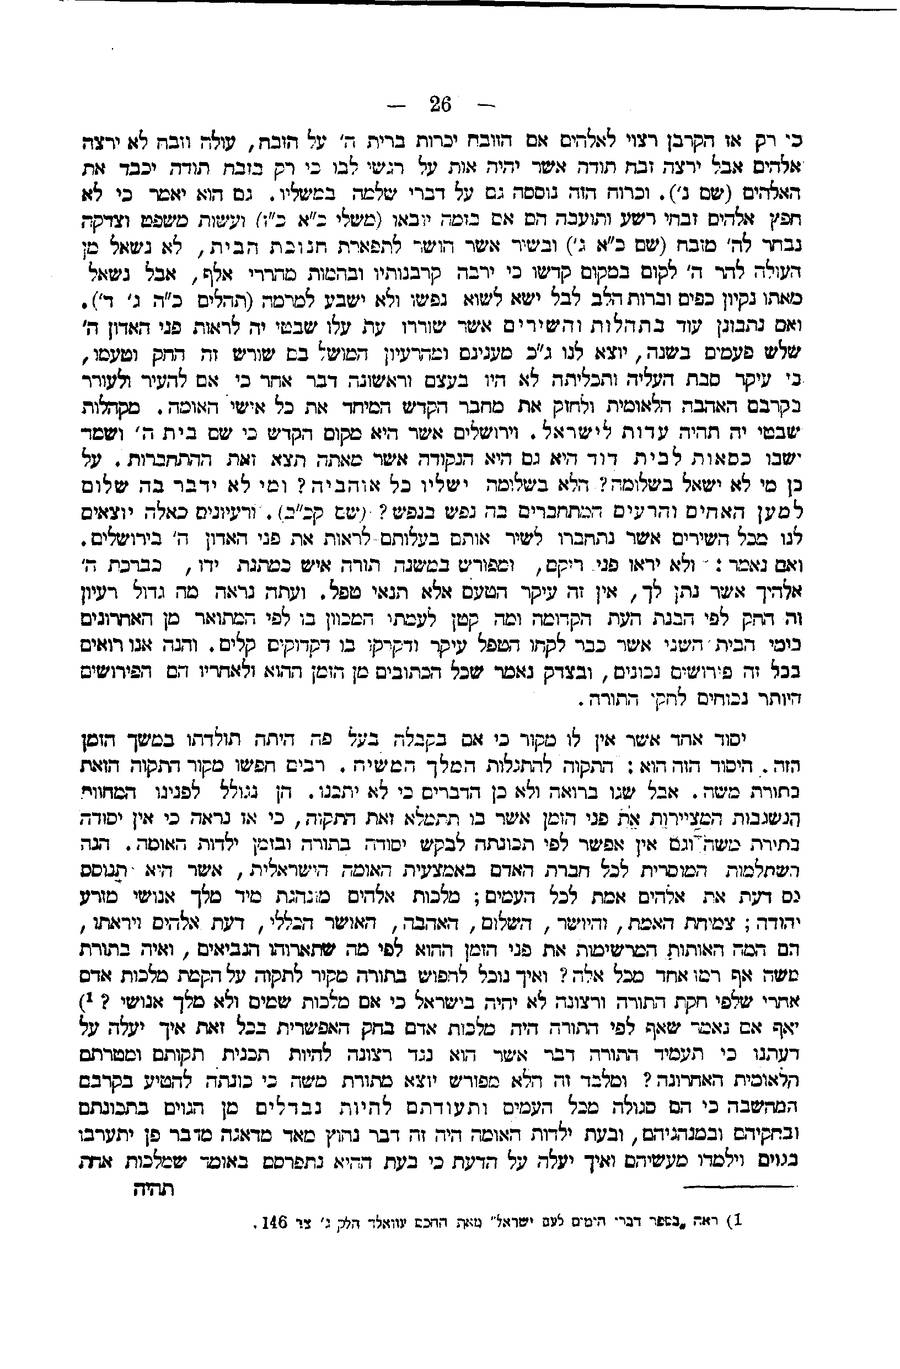 — 26 —
כי רק אז הקרבן רצוי לאלהים אם הזובח יכרות ברית ה' על הזבח, עולה וזבח לא ירצה
אלהים אבל ירצה זבח תודה אשר יהיה אות על רגשי לבו כי רק בזבח תודה יכבד את
האלהים (שם נ'). וכרוח הזה נוססה גם על דברי שלמה במשליו. גם הוא יאמר כי לא
חפץ אלהים זבחי רשע ותועבה הם אם בזמה יובאו (משלי כ"א כ"ז) ועשות משפט וצדקה
נבחר לה' מזבח (שם כ"א ג') ובשיר אשר הושר לתפארת חנוכת הבית, לא נשאל מן
העולה להר ה' לקום במקום קדשו כי ירבה קרבנותיו ובהמות מהררי אלף, אבל נשאל
מאתו נקיון כפים וברות הלב לבל ישא לשוא נפשו ולא ישבע למרמה (תהלים כ"ה ג' ד').
ואם נתבונן עוד בתהלות והשירים אשר שוררו עת עלו שבטי יה לראות פני האדון ה'
שלש פעמים בשנה, יוצא לנו ג"כ מענינם ומהרעיון המושל בם שורש זה החק וטעמו,
כי עיקר סבת העליה ותכליתה לא היו בעצם וראשונה דבר אחר כי אם להעיר ולעורר
בקרבם האהבה הלאומית ולחזק את מחבר הקדש המיחד את כל אישי האומה. מקהלות
שבטי יה תהיה עדות לישראל. וירושלים אשר היא מקום הקדש כי שם בית ה' ושמד
ישבו כסאות לבית דוד היא גם היא הנקודה אשר מאתה תצא זאת ההתחברות. על
כן מי לא ישאל בשלומה? הלא בשלומה ישליו כל אוהביה? ומי לא ידבר בה שלום
למען האחים והרעים המתחברים בה נפש בנפש? (שם קכ"ב). ורעיונים כאלה יוצאים
לנו מכל השירים אשר נתחברו לשיר אותם בעלותם לראות את פני האדון ה' בירושלים.
ואם נאמר: ולא יראו פני ריקם, ומפורש במשנה תורה איש כמתנת ידו, כברכת ה'
אלהיך אשר נתן לך, אין זה עיקר הטעם אלא תנאי טפל. ועתה נראה מה גדול רעיון
זה החק לפי הבנת העת הקדומה ומה קטן לעמתו המכוון בו לפי המתואר מן האחרונים
בימי הבית השני אשר כבר לקחו הטפל עיקר ודקדקו בו דקדוקים קלים. והנה אנו רואים
בכל זה פירושים נכונים, ובצדק נאמר שכל הכתובים מן הזמן ההוא ולאחריו הם הפירושים
היותר נכוחים לחקי התורה.
יסוד אחד אשר אין לו מקור כי אם בקבלה בעל פה היתה תולדתו במשך הזמן
הזה. היסוד הזה הוא: התקוה להתגלות המלך המשיח. רבים חפשו מקור התקוה הזאת
בתורת משה. אבל שגו ברואה ולא כן הדברים כי לא יתכנו. הן נגולל לפנינו המחזות
הנשגבות המציירות את פני הזמן אשר בו תתמלא זאת התקוה, כי אז נראה כי אין יסודה
בתורת משה וגם אין אפשר לפי תכונתה לבקש יסודה בתורה ובזמן ילדות האומה. הנה
השתלמות המוסרית לכל חברת האדם באמצעית האומה הישראלית, אשר היא תנוסס
נס דעת את אלהים אמת לכל העמים; מלכות אלהים מונהגת מיד מלך אנושי מזרע
יהודה; צמיחת האמת, והיושר, השלום, האהבה, האושר הכללי, דעת אלהים ויראתו,
הם המה האותות המרשימות את פני הזמן ההוא לפי מה שתארוהו הנביאים, ואיה בתורת
משה אף רמז אחד מכל אלה? ואיך נוכל לחפוש בתורה מקור לתקוה על הקמת מלכות אדם
אחרי שלפי חקת התורה ורצונה לא יהיה בישראל כי אם מלכות שמים ולא מלך אנושי? ¹)
ואף אם נאמר שאף לפי התורה היה מלכות אדם בחק האפשרית בכל זאת איך יעלה על
דעתנו כי תעמיד התורה דבר אשר הוא נגד רצונה להיות תכנית תקותם ומטרתם
הלאומית האחרונה? ומלבד זה הלא מפורש יוצא מתורת משה כי כונתה להטיע בקרבם
המחשבה כי הם סגולה מכל העמים ותעודתם להיות נבדלים מן הגוים בתכונתם
ובחקיהם ובמנהגיהם, ובעת ילדות האומה היה זה דבר נחוץ מאד מדאגה מדבר פן יתערבו
בגוים וילמדו מעשיהם ואיך יעלה על הדעת כי בעת ההיא נתפרסם באומר שמלכות אחת
תהיה
1) ראה „בספר דברי הימים לעם ישראל" מאת החכם עוואלד חלק ג' צד 146.